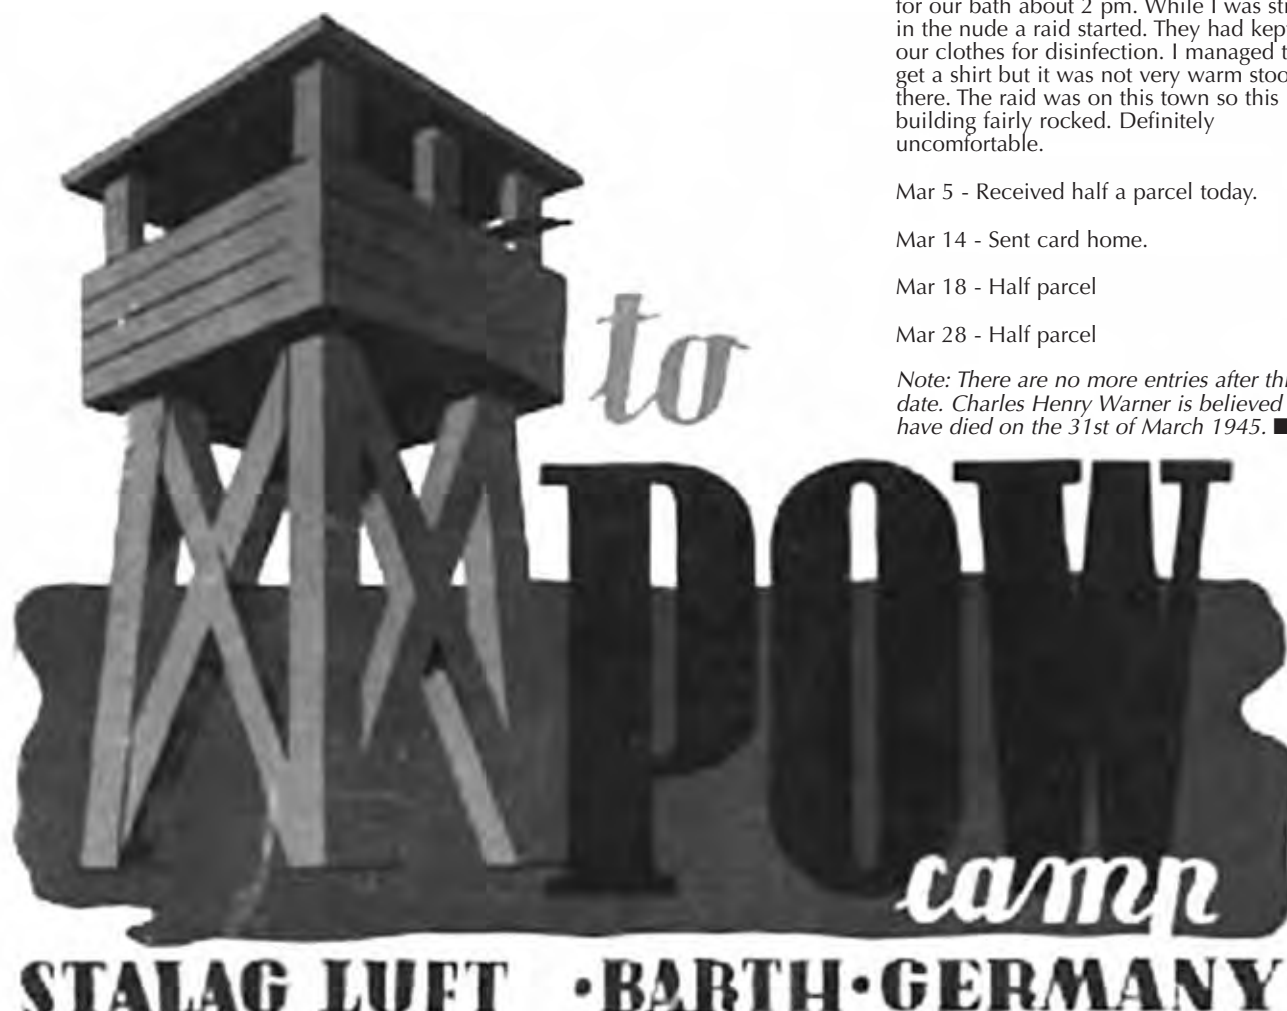 for our bath about 2 pm. While I was
in the nude a raid started. They had kept
our clothes for disinfection. I managed
get a shirt but it was not very warm
there. The raid was on this town so this
building fairly rocked. Definitely
uncomfortable.
Mar 5 - Received half a parcel today.
Mar 14 - Sent card home.
Mar 18 - Half parcel
Mar 28 - Half parcel
Note: There are no more entries after
date. Charles Henry Warner is believed
have died on the 31st of March 1945. ■
to
POW
camp
STALAG LUFT •BARTH•GERMANY